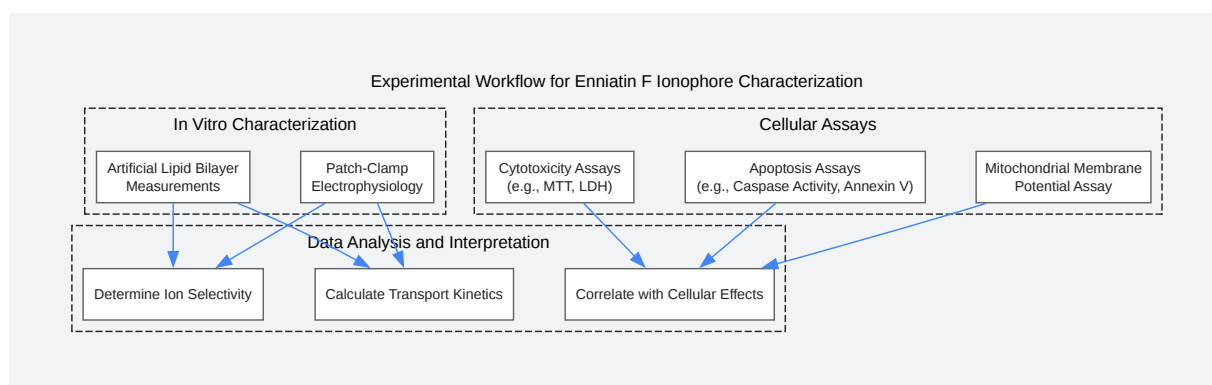 Experimental Workflow for Enniatin F Ionophore Characterization
In Vitro Characterization
Artificial Lipid Bilayer
Measurements
Patch-Clamp
Electrophysiology
Cellular Assays
Cytotoxicity Assays
(e.g., MTT, LDH)
Apoptosis Assays
(e.g., Caspase Activity, Annexin V)
Mitochondrial Membrane
Potential Assay
Data Analysis and Interpretation
Determine Ion Selectivity
Calculate Transport Kinetics
Correlate with Cellular Effects